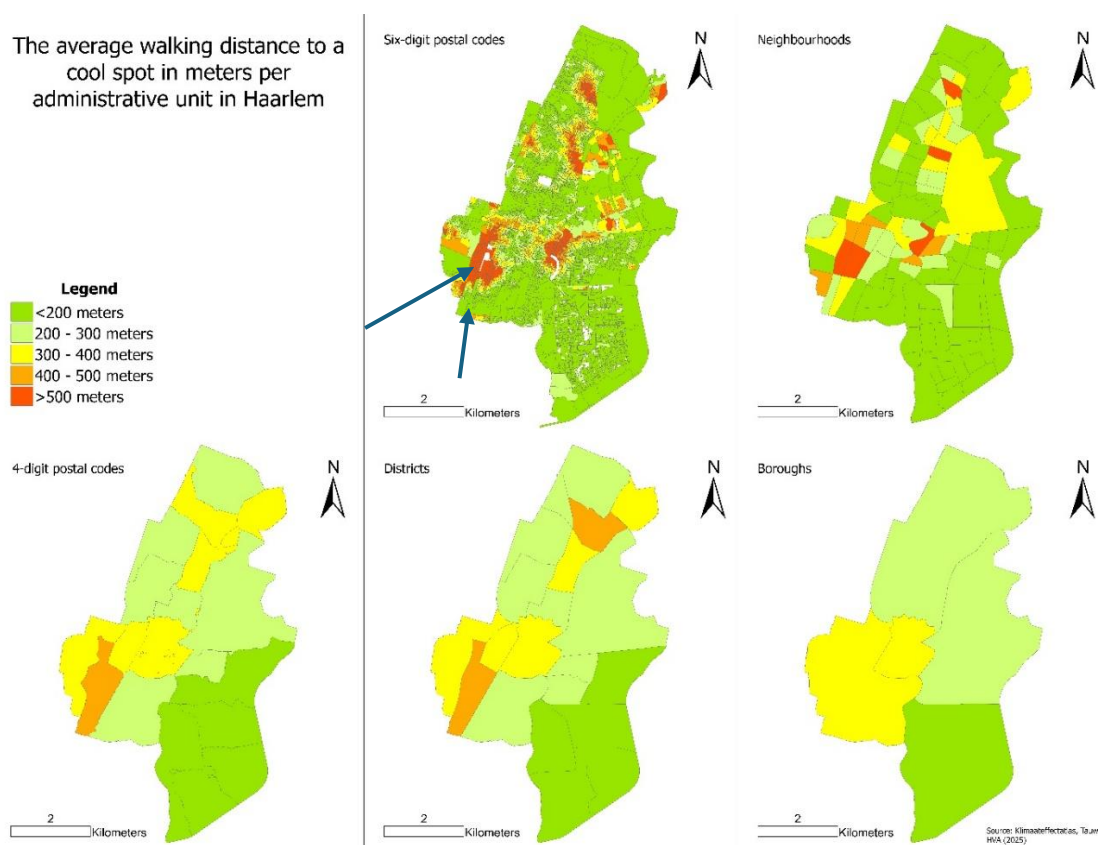 The average walking distance to a
cool spot in meters per
administrative unit in Haarlem
Six-digit postal codes
N
Neighbourhoods
N
Legend
<200 meters
200 - 300 meters
300 - 400 meters
400 - 500 meters
>500 meters
2
Kilometers
2
Kilometers
4-digit postal codes
N
Districts
N
Boroughs
N
2
Kilometers
2
Kilometers
2
Kilometers
Source: Klimaateffectatlas, Tauw
HVA (2025)